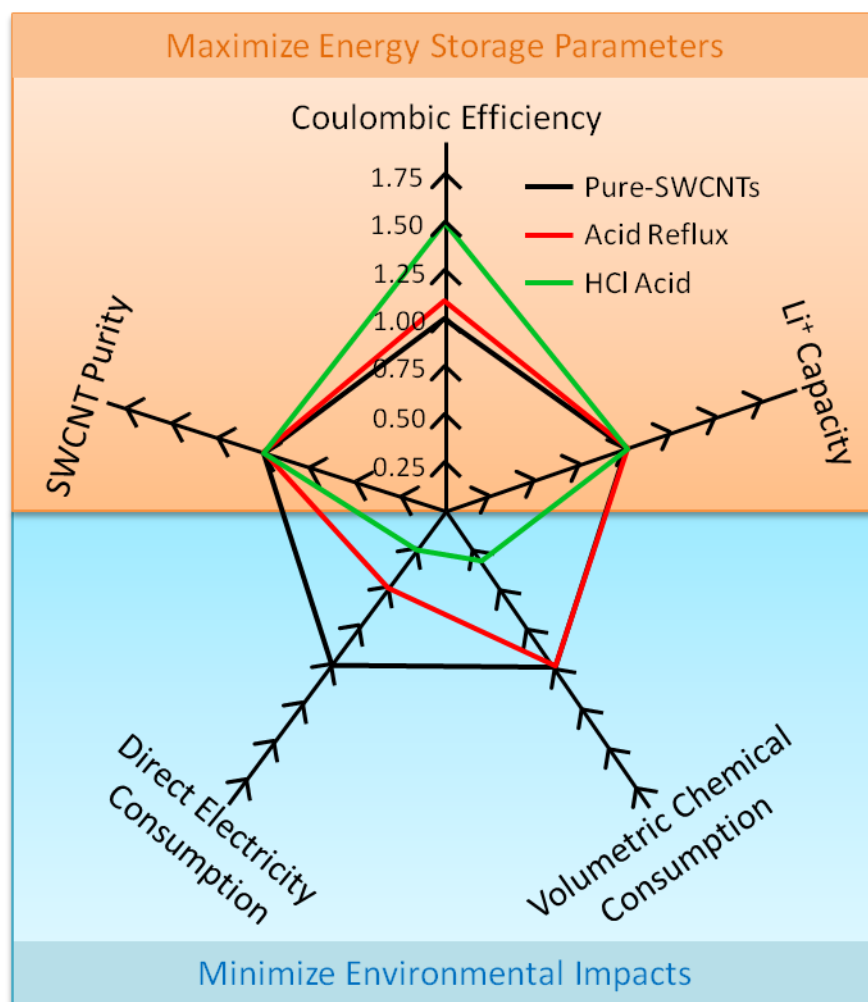 Maximize Energy Storage Parameters
Coulombic Efficiency
1.75
1.50
1.25
1.00
0.75
0.50
0.25
Pure-SWCNTs
Acid Reflux
HCl Acid
SWCNT Purity
Li⁺ Capacity
Direct Electricity
Consumption
Volumetric Chemical
Consumption
Minimize Environmental Impacts